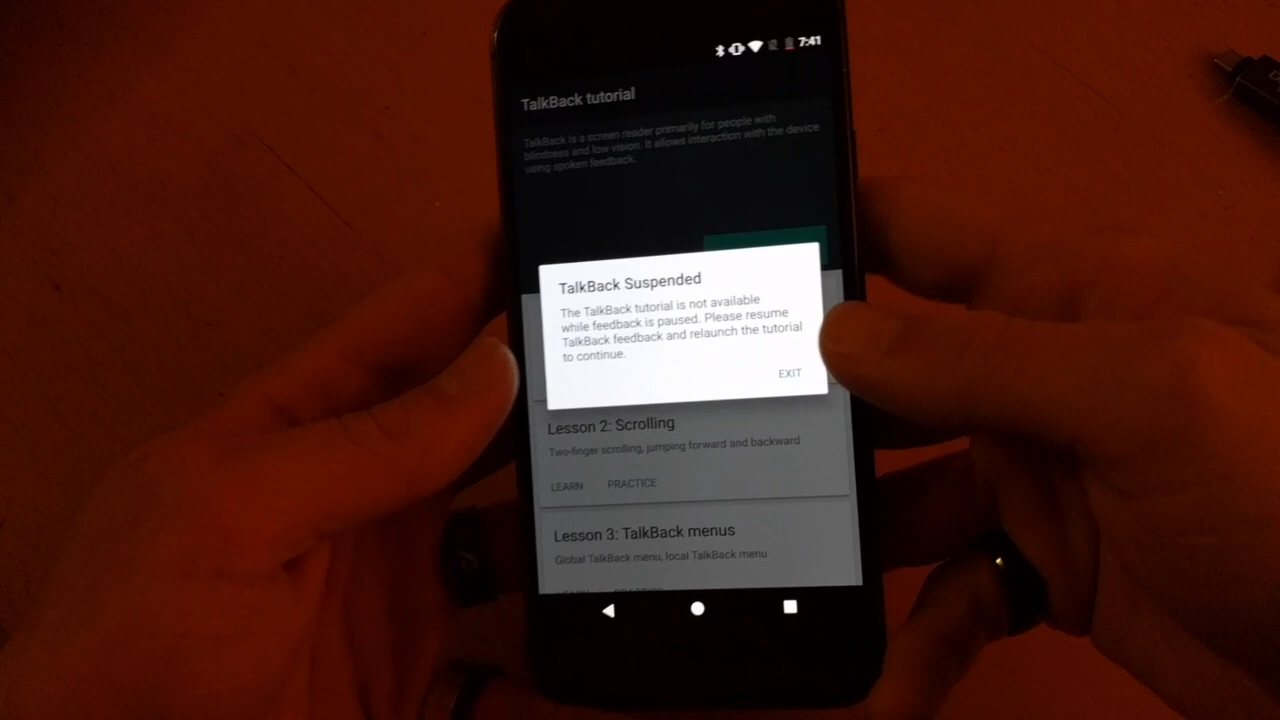 7:41
TalkBack tutorial
TalkBack is a screen reader primarily for people with
blindness and low vision. It allows interaction with the device
using spoken feedback.
TalkBack Suspended
The TalkBack tutorial is not available
while feedback is paused. Please resume
TalkBack feedback and relaunch the tutorial
to continue.
EXIT
Lesson 2: Scrolling
Two-finger scrolling, jumping forward and backward
LEARN PRACTICE
Lesson 3: TalkBack menus
Global TalkBack menu, local TalkBack menu